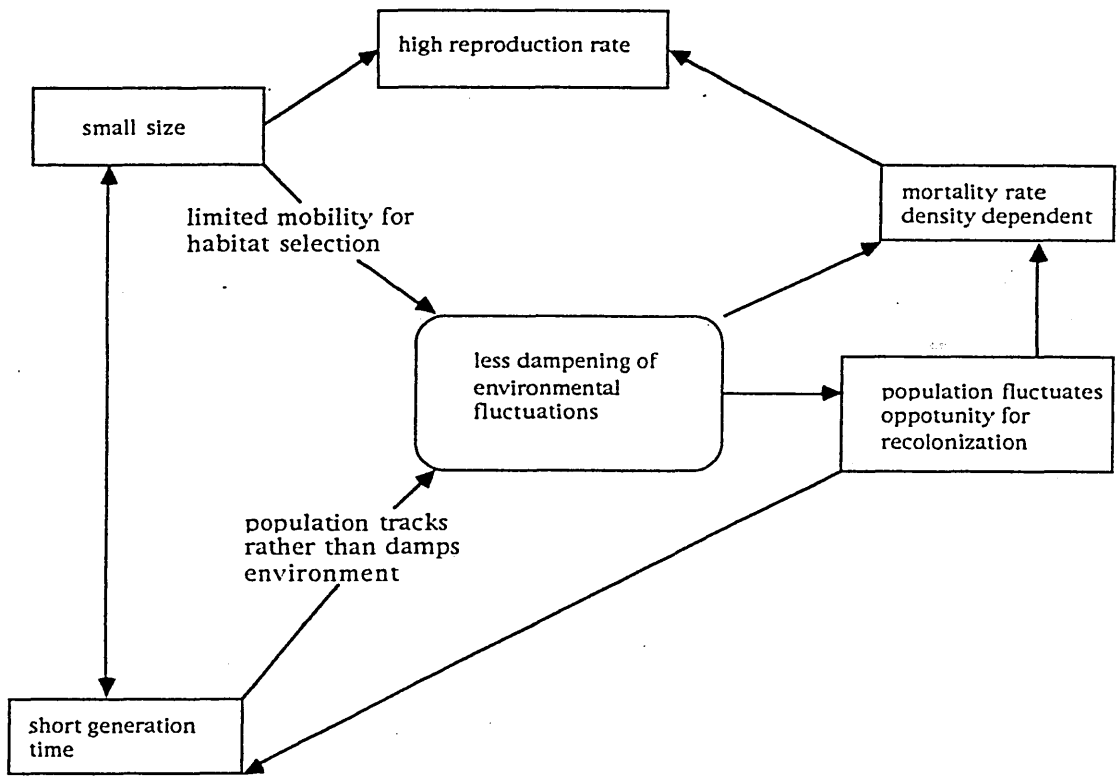 high reproduction rate
small size
mortality rate
density dependent
limited mobility for
habitat selection
less dampening of
environmental
fluctuations
population fluctuates
oppotunity for
recolonization
population tracks
rather than damps
environment
short generation
time